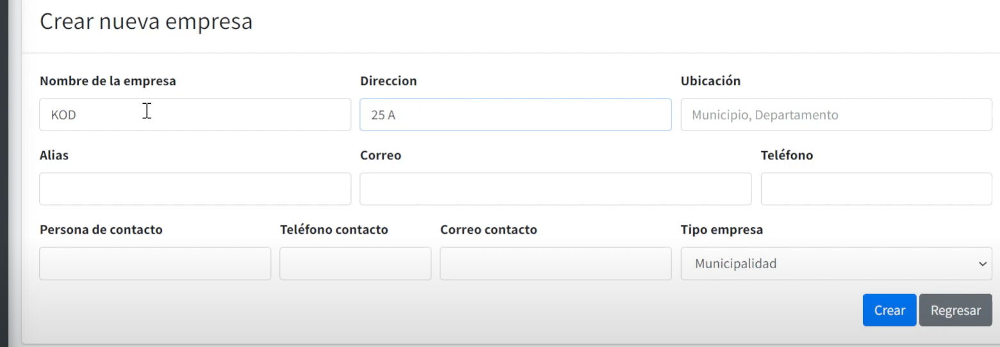 Crear nueva empresa
Nombre de la empresa Direccion Ubicación
KOD 25 A Municipio, Departamento
Alias Correo Teléfono
Persona de contacto Teléfono contacto Correo contacto Tipo empresa
Municipalidad
Crear Regresar